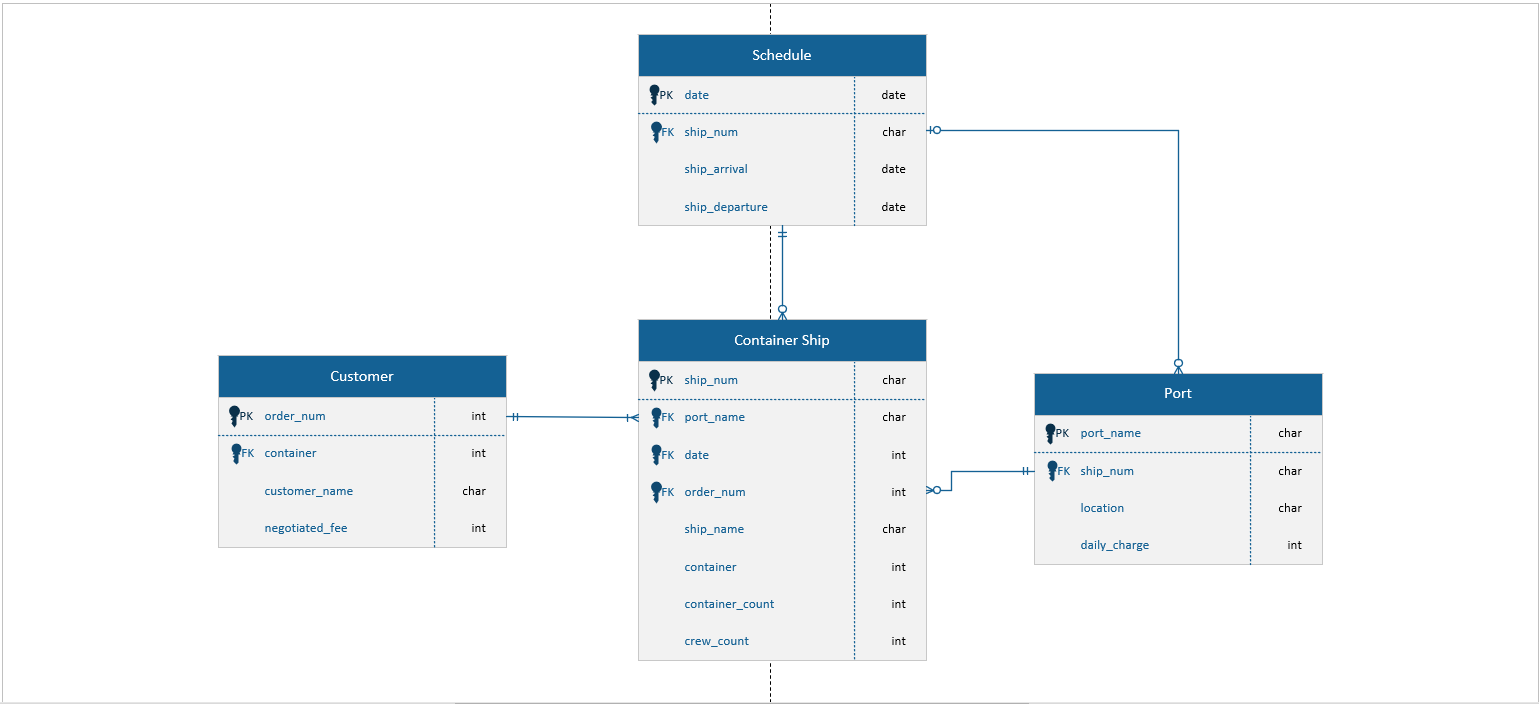 Schedule
PK date date
FK ship_num char
ship_arrival date
ship_departure date
Container Ship
PK ship_num char
FK port_name char
FK date int
FK order_num int
ship_name char
container int
container_count int
crew_count int
Customer
PK order_num int
FK container int
customer_name char
negotiated_fee int
Port
PK port_name char
FK ship_num char
location char
daily_charge int